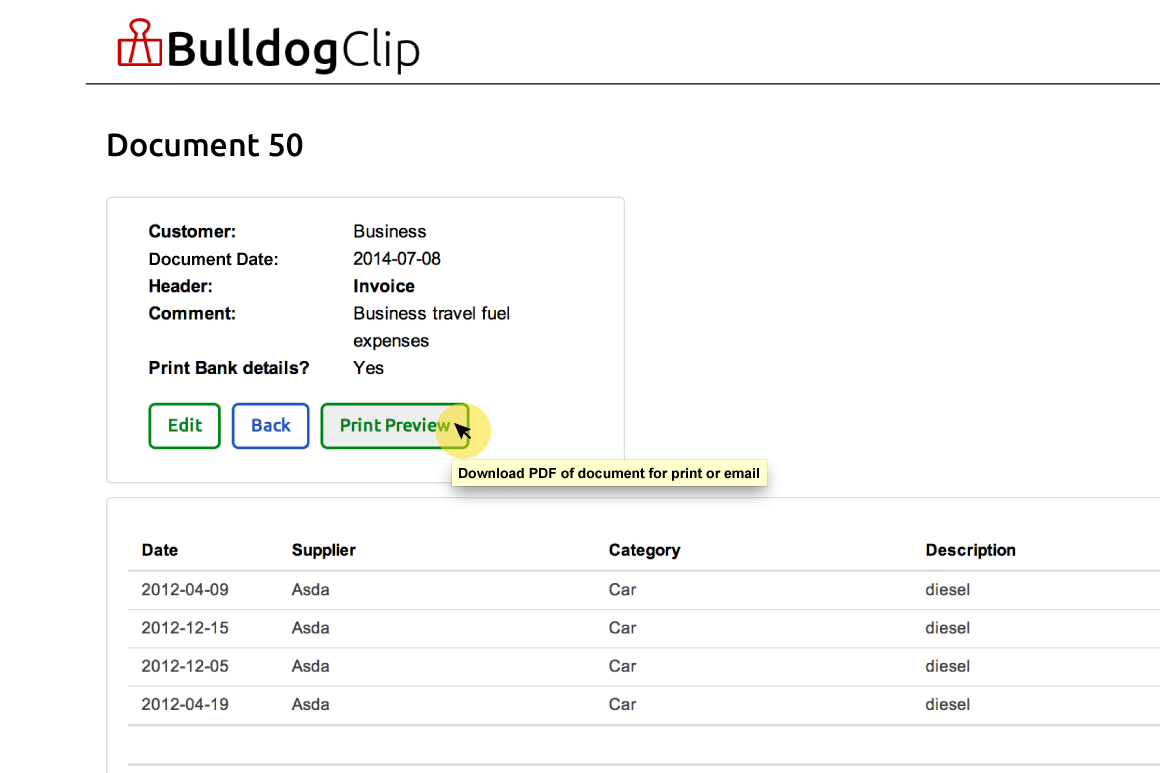 BulldogClip
Document 50
Customer: Business
Document Date: 2014-07-08
Header: Invoice
Comment: Business travel fuel
expenses
Print Bank details? Yes
Edit Back Print Preview
Download PDF of document for print or email
Date Supplier Category Description
2012-04-09 Asda Car diesel
2012-12-15 Asda Car diesel
2012-12-05 Asda Car diesel
2012-04-19 Asda Car diesel